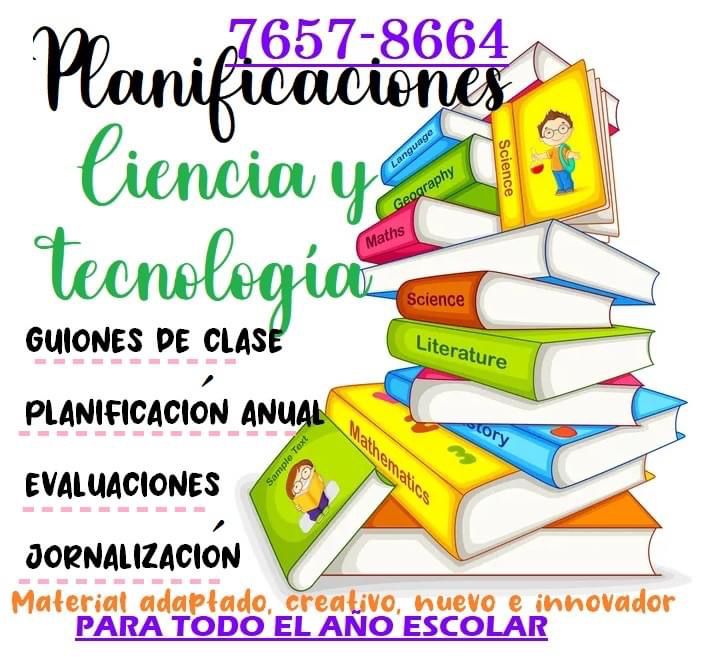 7657-8664
Planificaciones
Ciencia y
tecnología
GUIONES DE CLASE
PLANIFICACIÓN ANUAL
EVALUACIONES
JORNALIZACIÓN
Material adaptado, creativo, nuevo e innovador
PARA TODO EL AÑO ESCOLAR
Language
Geography
Maths
Science
Science
Literature
story
Mathematics
Sample Text